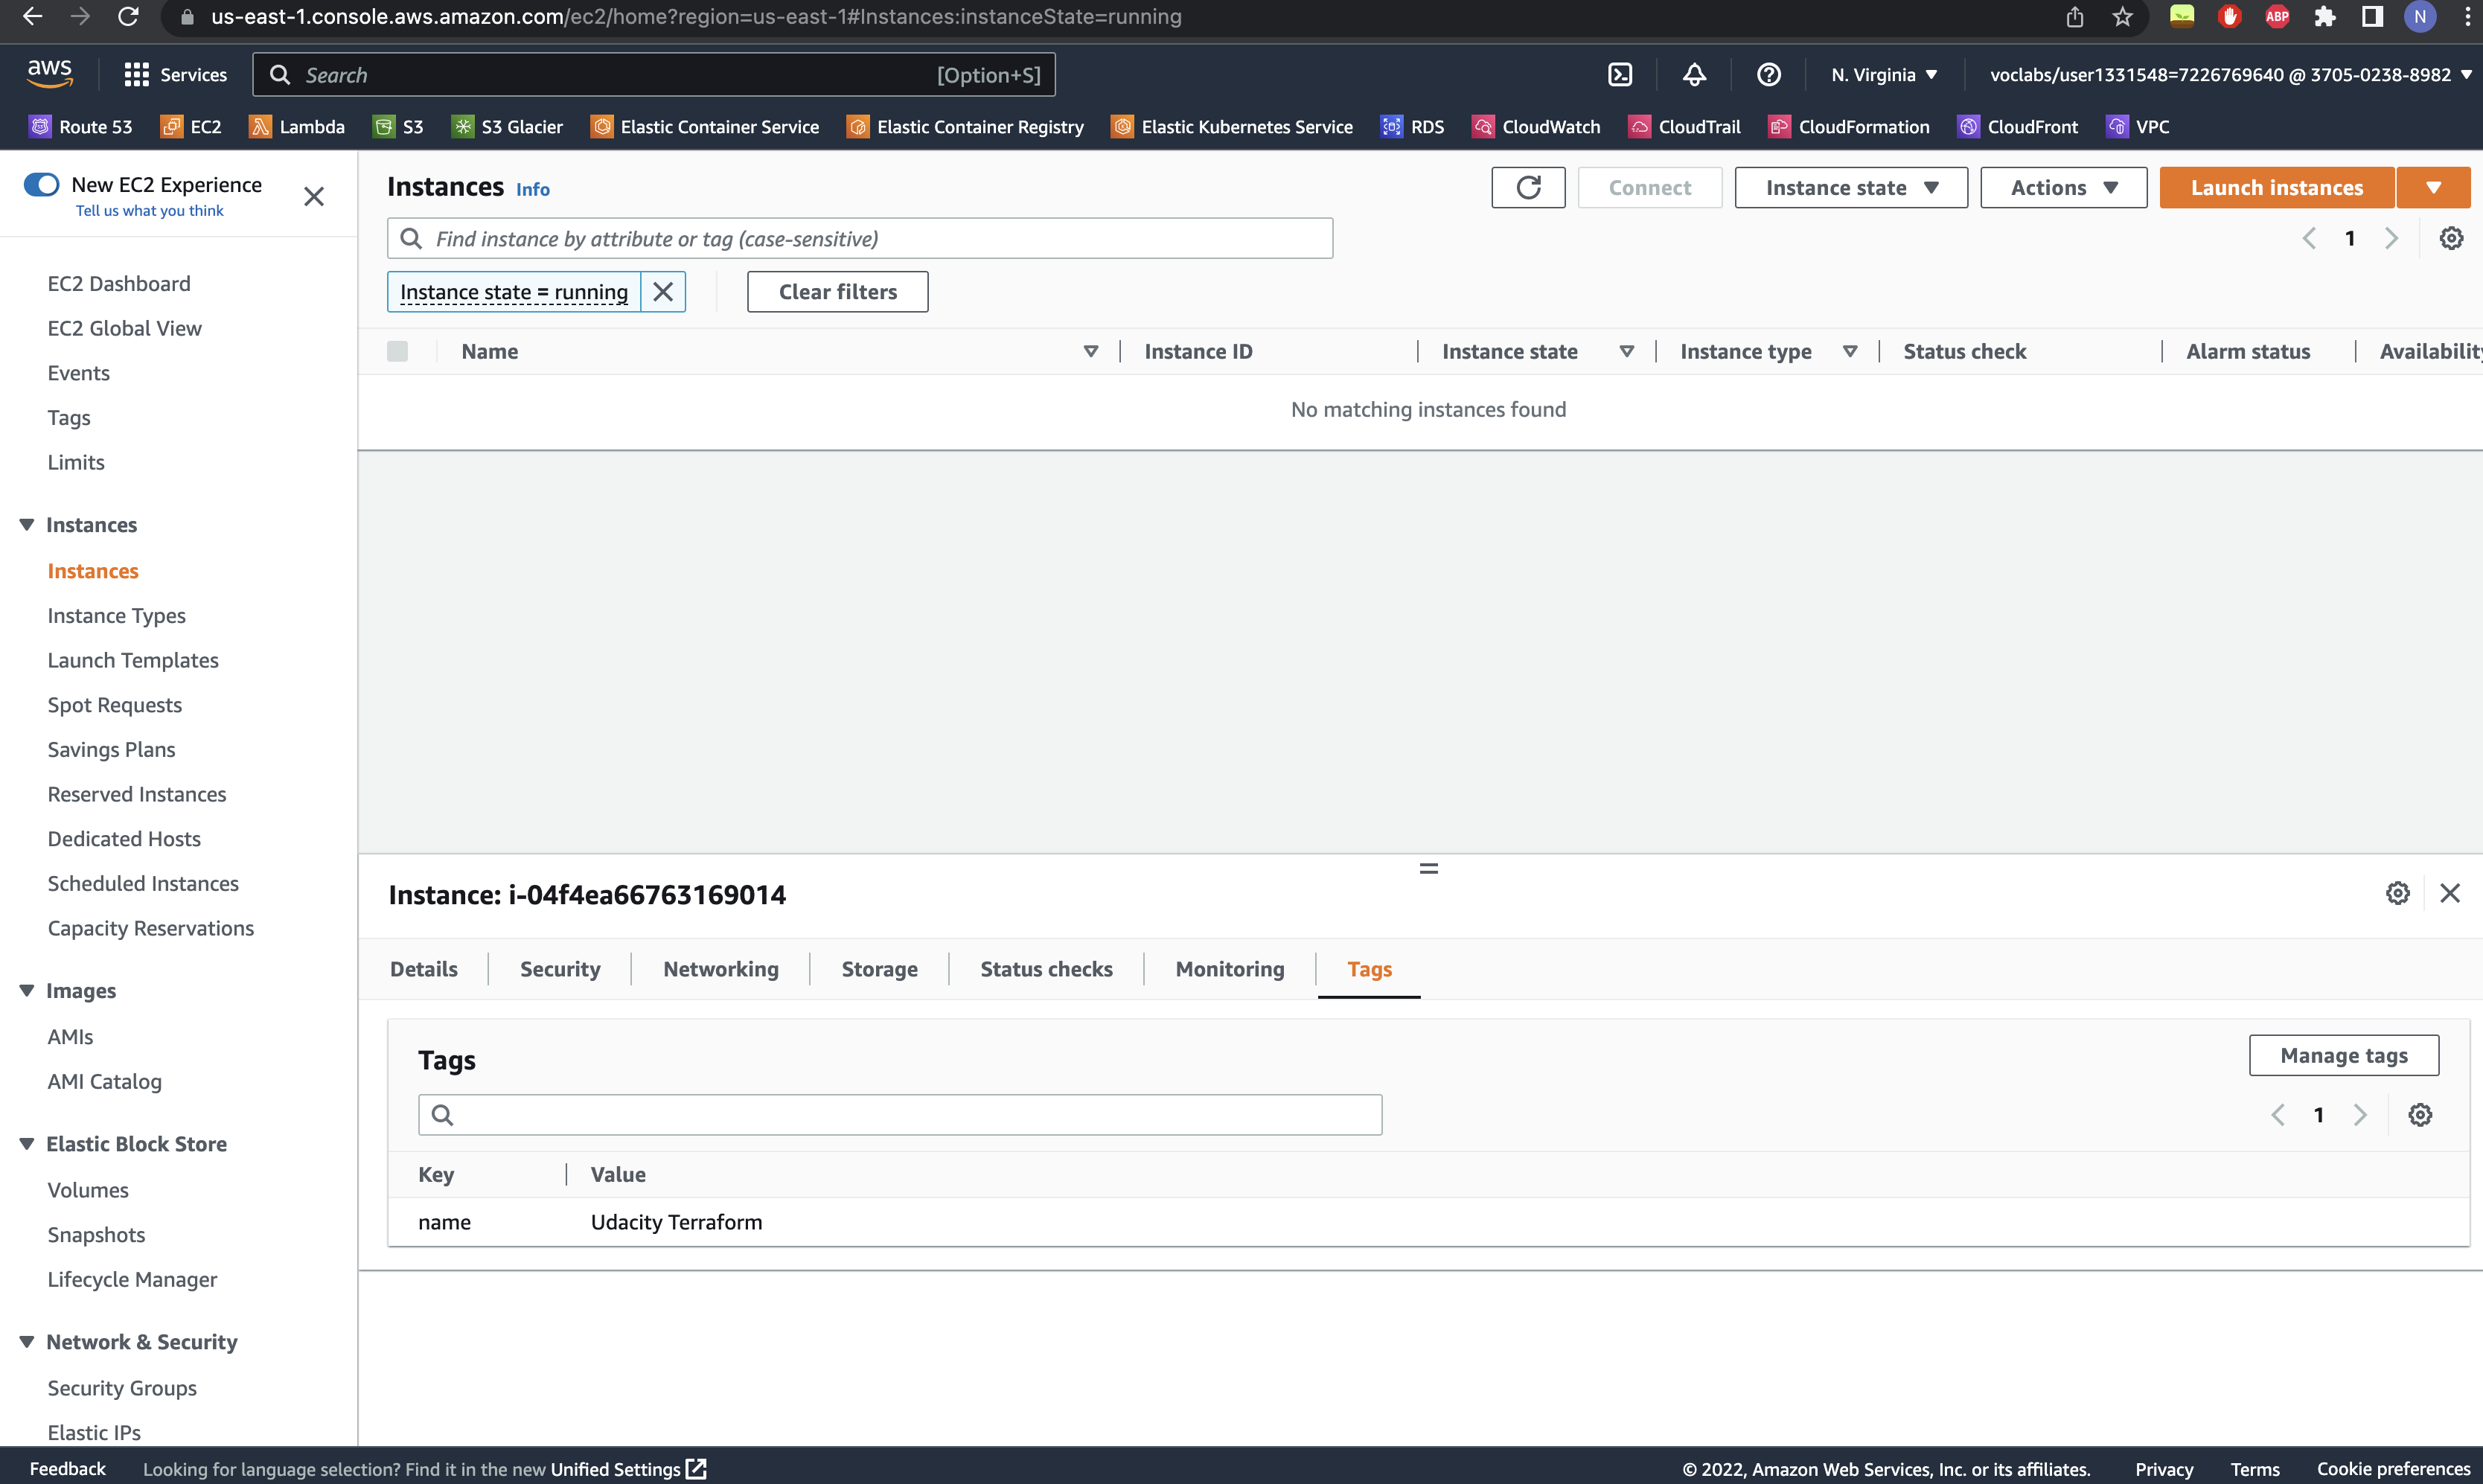 us-east-1.console.aws.amazon.com/ec2/home?region=us-east-1#Instances:instanceState=running
ABP
N
aws
Services
Search
[Option+S]
N. Virginia
voclabs/user1331548=7226769640 @ 3705-0238-8982
Route 53
EC2
Lambda
S3
S3 Glacier
Elastic Container Service
Elastic Container Registry
Elastic Kubernetes Service
RDS
CloudWatch
CloudTrail
CloudFormation
CloudFront
VPC
New EC2 Experience
Tell us what you think
EC2 Dashboard
EC2 Global View
Events
Tags
Limits
Instances
Instances
Instance Types
Launch Templates
Spot Requests
Savings Plans
Reserved Instances
Dedicated Hosts
Scheduled Instances
Capacity Reservations
Images
AMIs
AMI Catalog
Elastic Block Store
Volumes
Snapshots
Lifecycle Manager
Network & Security
Security Groups
Elastic IPs
Instances Info
Connect
Instance state
Actions
Launch instances
Find instance by attribute or tag (case-sensitive)
1
Instance state = running
Clear filters
Name
Instance ID
Instance state
Instance type
Status check
Alarm status
Availability
No matching instances found
Instance: i-04f4ea66763169014
Details
Security
Networking
Storage
Status checks
Monitoring
Tags
Tags
Manage tags
1
Key
Value
name
Udacity Terraform
Feedback
Looking for language selection? Find it in the new Unified Settings
© 2022, Amazon Web Services, Inc. or its affiliates.
Privacy
Terms
Cookie preferences